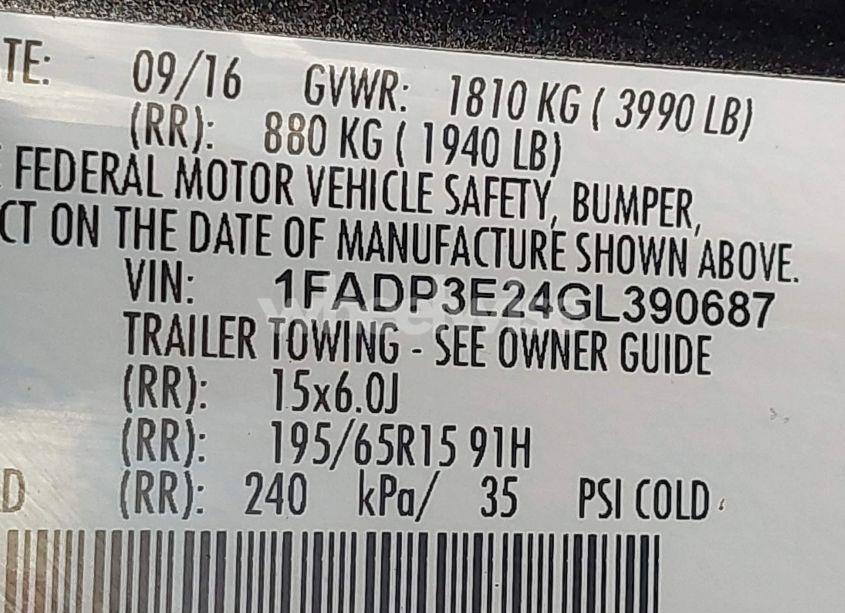 TE: 09/16 GVWR: 1810 KG ( 3990 LB)
(RR): 880 KG ( 1940 LB)
FEDERAL MOTOR VEHICLE SAFETY, BUMPER,
CT ON THE DATE OF MANUFACTURE SHOWN ABOVE.
VIN: 1FADP3E24GL390687
TRAILER TOWING - SEE OWNER GUIDE
(RR): 15x6.0J
(RR): 195/65R15 91H
D (RR): 240 kPa/ 35 PSI COLD